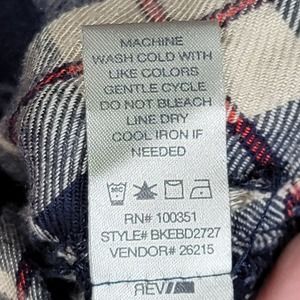 MACHINE
WASH COLD WITH
LIKE COLORS
GENTLE CYCLE
DO NOT BLEACH
LINE DRY
COOL IRON IF
NEEDED
RN# 100351
STYLE# BKEBD2727
VENDOR# 26215
REV